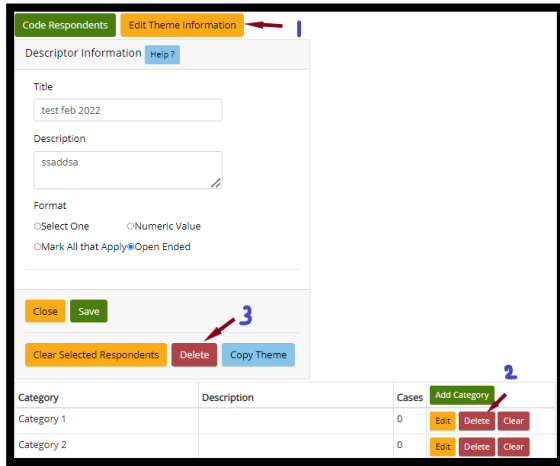 Code Respondents Edit Theme Information 1
Descriptor Information Help ?
Title
test feb 2022
Description
ssaddsa
Format
Select One Numeric Value
Mark All that Apply Open Ended
Close Save
3
Clear Selected Respondents Delete Copy Theme
2
Category Description Cases Add Category
Category 1 0 Edit Delete Clear
Category 2 0 Edit Delete Clear